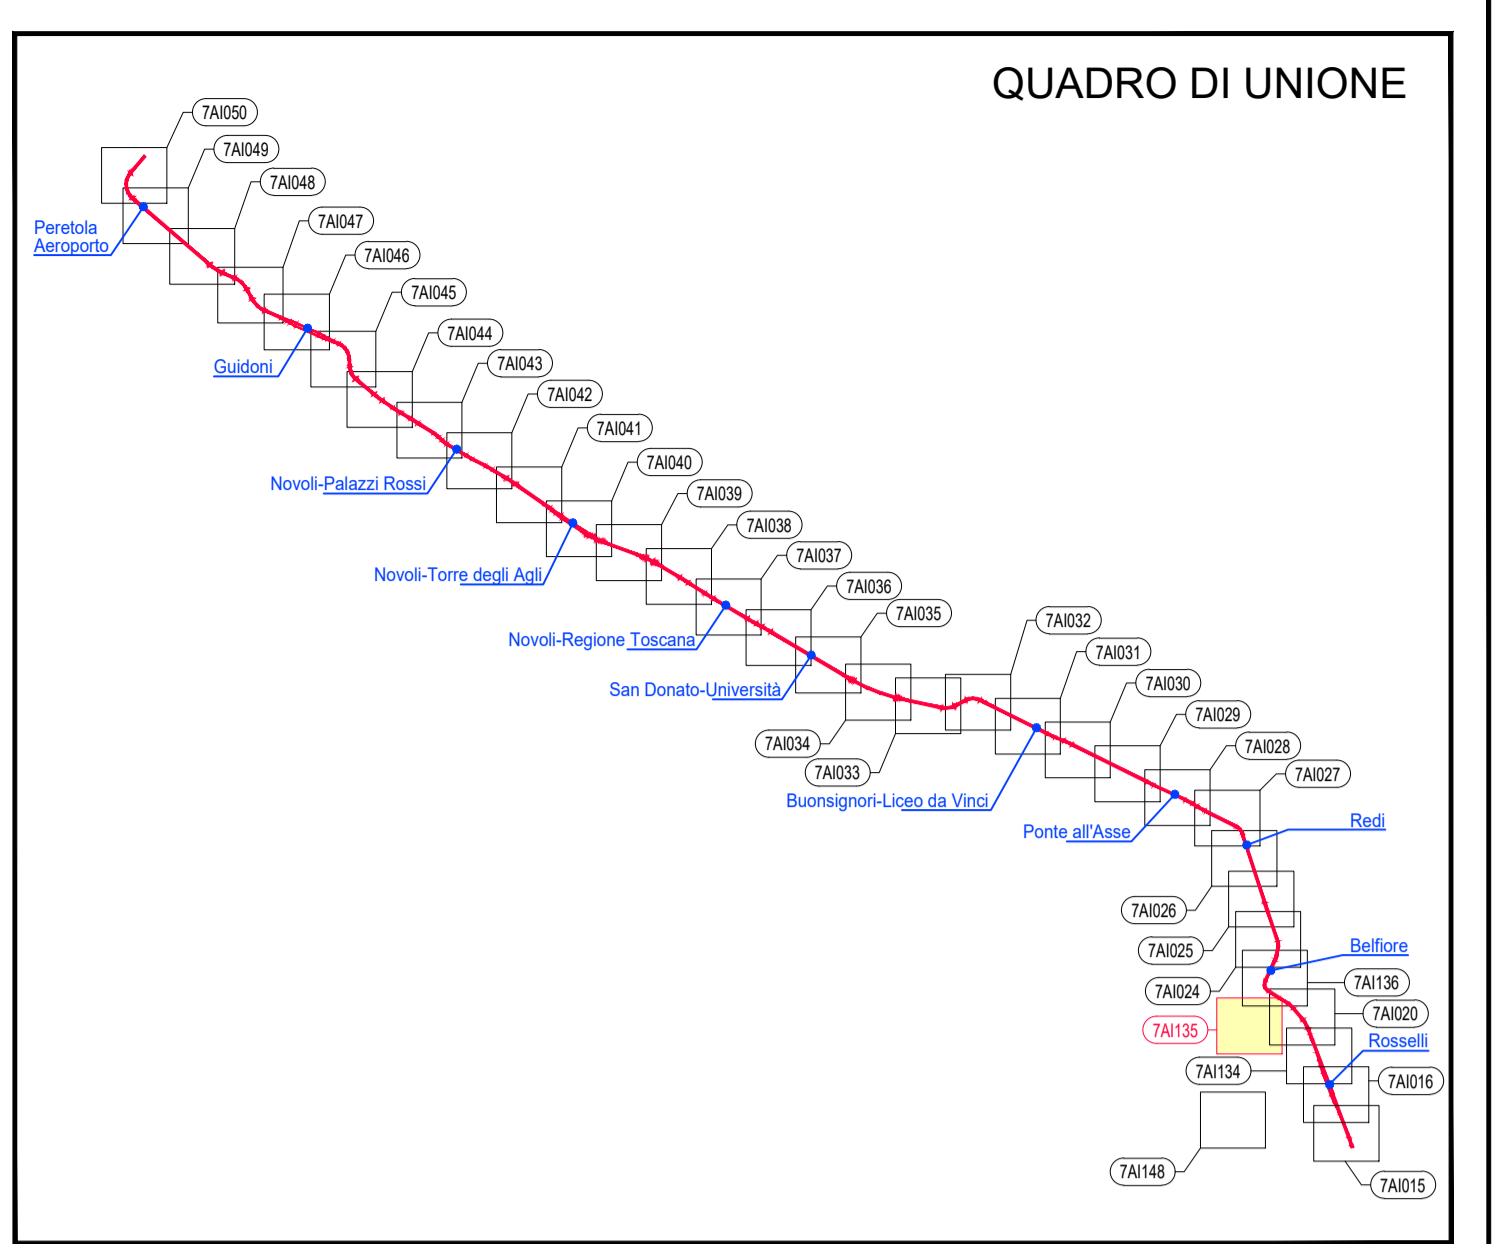 QUADRO DI UNIONE
7AI050
7AI049
7AI048
7AI047
Peretola
Aeroporto
7AI046
7AI045
7AI044
Guidoni
7AI043
7AI042
7AI041
7AI040
Novoli-Palazzi Rossi
7AI039
7AI038
7AI037
Novoli-Torre degli Agli
7AI036
7AI035
7AI032
Novoli-Regione Toscana
7AI031
7AI030
San Donato-Università
7AI029
7AI034
7AI028
7AI033
7AI027
Buonsignori-Liceo da Vinci
Redi
Ponte all'Asse
7AI026
7AI025
Belfiore
7AI136
7AI024
7AI020
7AI135
Rosselli
7AI134
7AI016
7AI148
7AI015